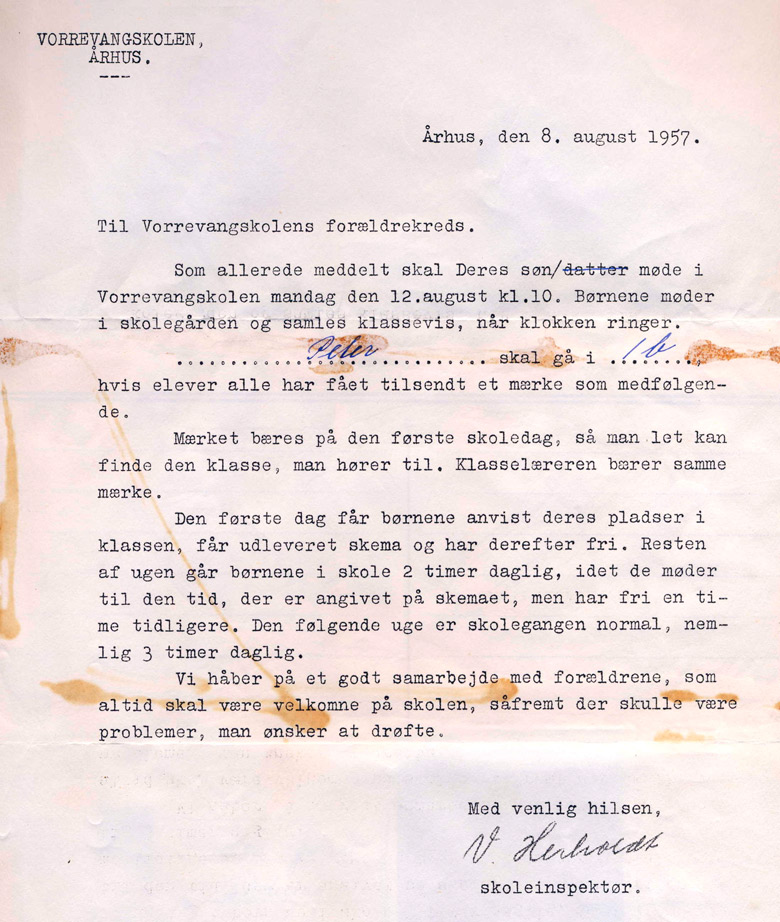 VORREVANGSKOLEN,
ÅRHUS.
---
Århus, den 8. august 1957.
Til Vorrevangskolens forældrekreds.
Som allerede meddelt skal Deres søn/datter møde i
Vorrevangskolen mandag den 12.august kl.10. Børnene møder
i skolegården og samles klassevis, når klokken ringer.
Peter skal gå i 1b,
hvis elever alle har fået tilsendt et mærke som medfølgen-
de.
Mærket bæres på den første skoledag, så man let kan
finde den klasse, man hører til. Klasselæreren bærer samme
mærke.
Den første dag får børnene anvist deres pladser i
klassen, får udleveret skema og har derefter fri. Resten
af ugen går børnene i skole 2 timer daglig, idet de møder
til den tid, der er angivet på skemaet, men har fri en ti-
me tidligere. Den følgende uge er skolegangen normal, nem-
lig 3 timer daglig.
Vi håber på et godt samarbejde med forældrene, som
altid skal være velkomne på skolen, såfremt der skulle være
problemer, man ønsker at drøfte.
Med venlig hilsen,
V. Herholdt
skoleinspektør.